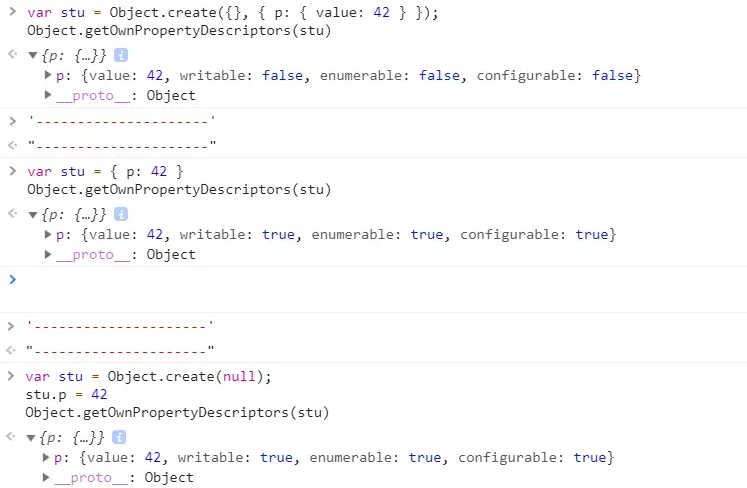 > var stu = Object.create({}, { p: { value: 42 } });
Object.getOwnPropertyDescriptors(stu)
<· ▼{p: {…}} i
▶p: {value: 42, writable: false, enumerable: false, configurable: false}
▶__proto__: Object
> '---------------------'
<· "---------------------"
> var stu = { p: 42 }
Object.getOwnPropertyDescriptors(stu)
<· ▼{p: {…}} i
▶p: {value: 42, writable: true, enumerable: true, configurable: true}
▶__proto__: Object
>
> '---------------------'
<· "---------------------"
> var stu = Object.create(null);
stu.p = 42
Object.getOwnPropertyDescriptors(stu)
<· ▼{p: {…}} i
▶p: {value: 42, writable: true, enumerable: true, configurable: true}
▶__proto__: Object